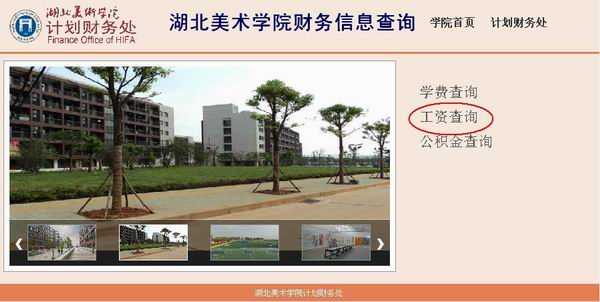 湖北美術学院
计划财务处
Finance Office of HIFA
湖北美术学院财务信息查询
学院首页 计划财务处
学费查询
工资查询
公积金查询
湖北美术学院计划财务处